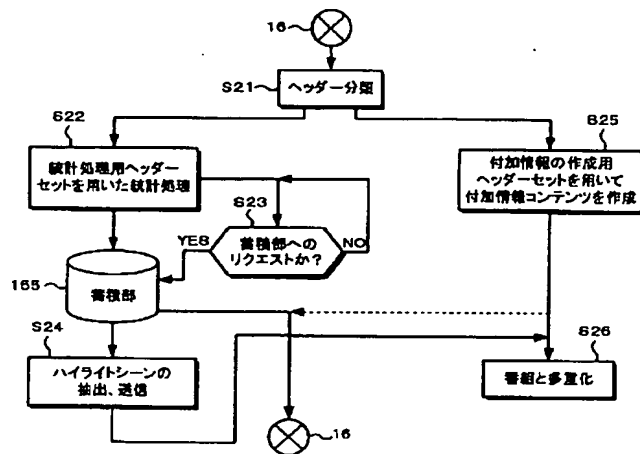 16
S21
ヘッダー分類
S22
統計処理用ヘッダー
セットを用いた統計処理
S25
付加情報の作成用
ヘッダーセットを用いて
付加情報コンテンツを作成
S23
蓄積部への
リクエストか?
YES
NO
165
蓄積部
S24
ハイライトシーンの
抽出、送信
S26
番組と多重化
16